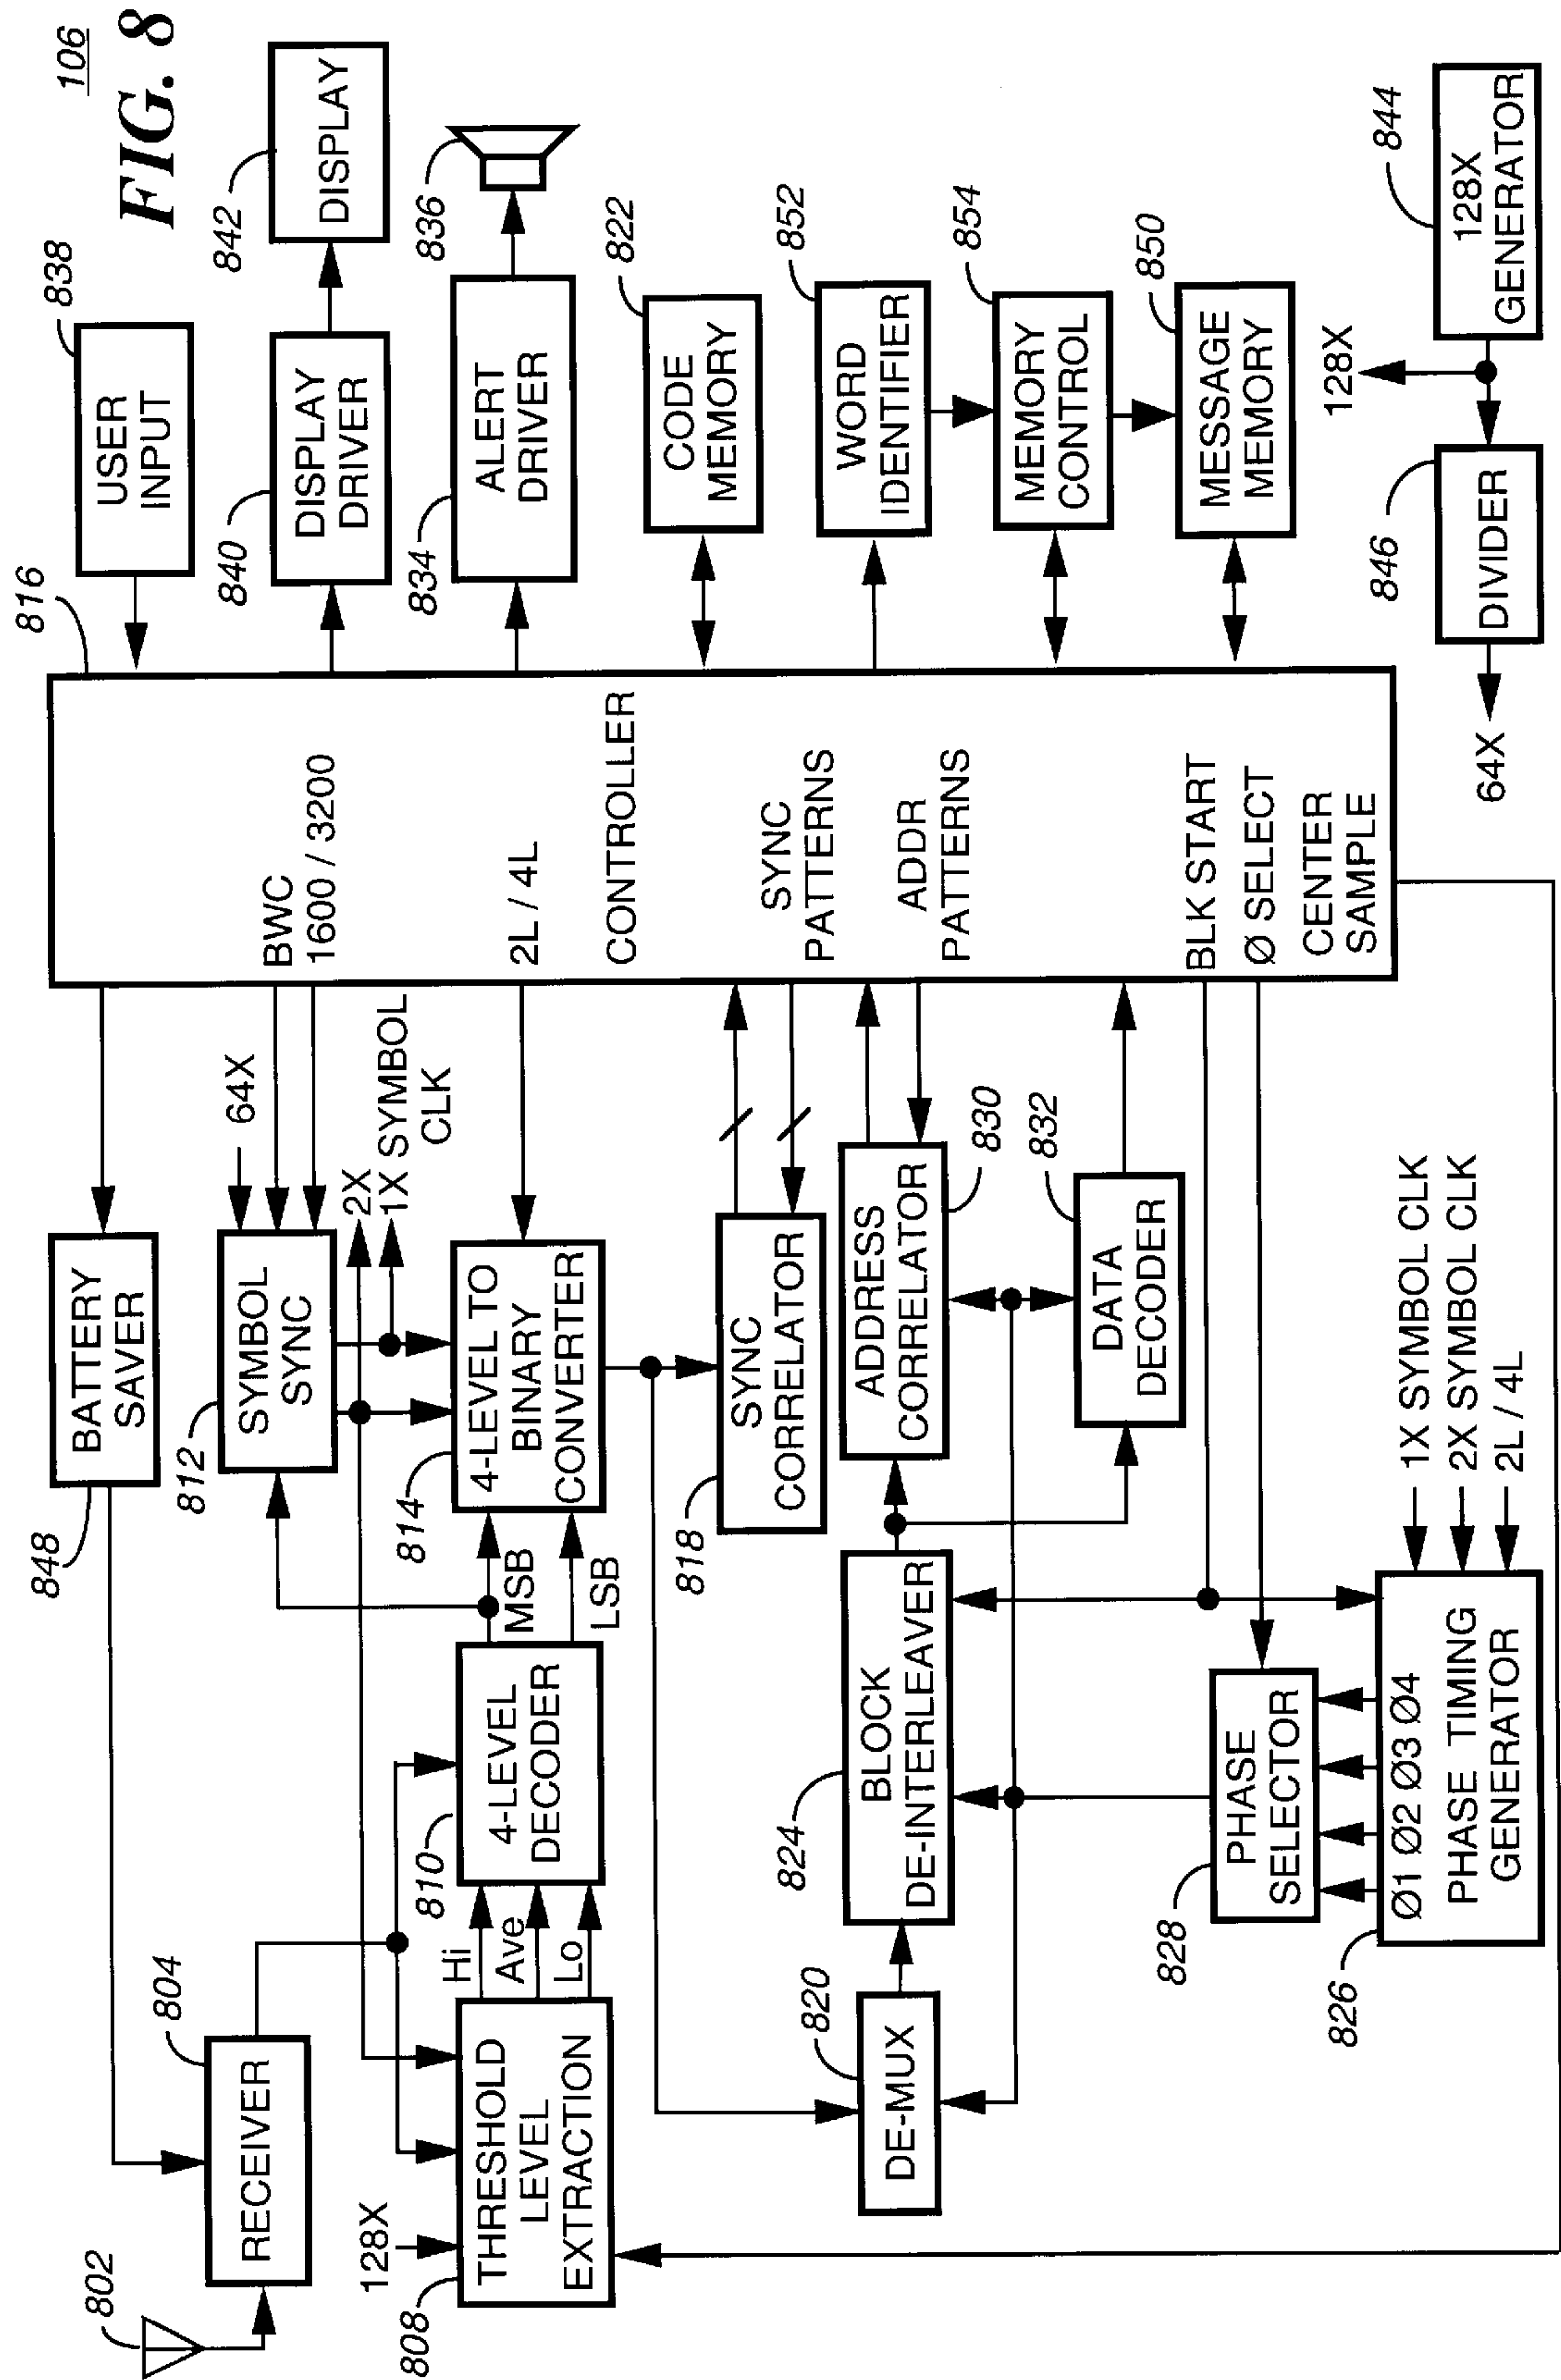 106
FIG. 8
802
804
RECEIVER
848
BATTERY
SAVER
816
838
USER
INPUT
812
SYMBOL
SYNC
64X
BWC
1600 / 3200
2X
1X SYMBOL
CLK
840
DISPLAY
DRIVER
842
DISPLAY
128X
808
THRESHOLD
LEVEL
EXTRACTION
Hi
Ave
Lo
810
4-LEVEL
DECODER
MSB
LSB
814
4-LEVEL TO
BINARY
CONVERTER
2L / 4L
CONTROLLER
834
ALERT
DRIVER
836
818
SYNC
CORRELATOR
SYNC
PATTERNS
822
CODE
MEMORY
820
DE-MUX
824
BLOCK
DE-INTERLEAVER
ADDRESS
CORRELATOR
830
ADDR
PATTERNS
852
WORD
IDENTIFIER
854
MEMORY
CONTROL
832
DATA
DECODER
850
MESSAGE
MEMORY
BLK START
Ø SELECT
CENTER
SAMPLE
828
PHASE
SELECTOR
826
Ø1 Ø2 Ø3 Ø4
PHASE TIMING
GENERATOR
1X SYMBOL CLK
2X SYMBOL CLK
2L / 4L
64X
846
DIVIDER
128X
844
128X
GENERATOR